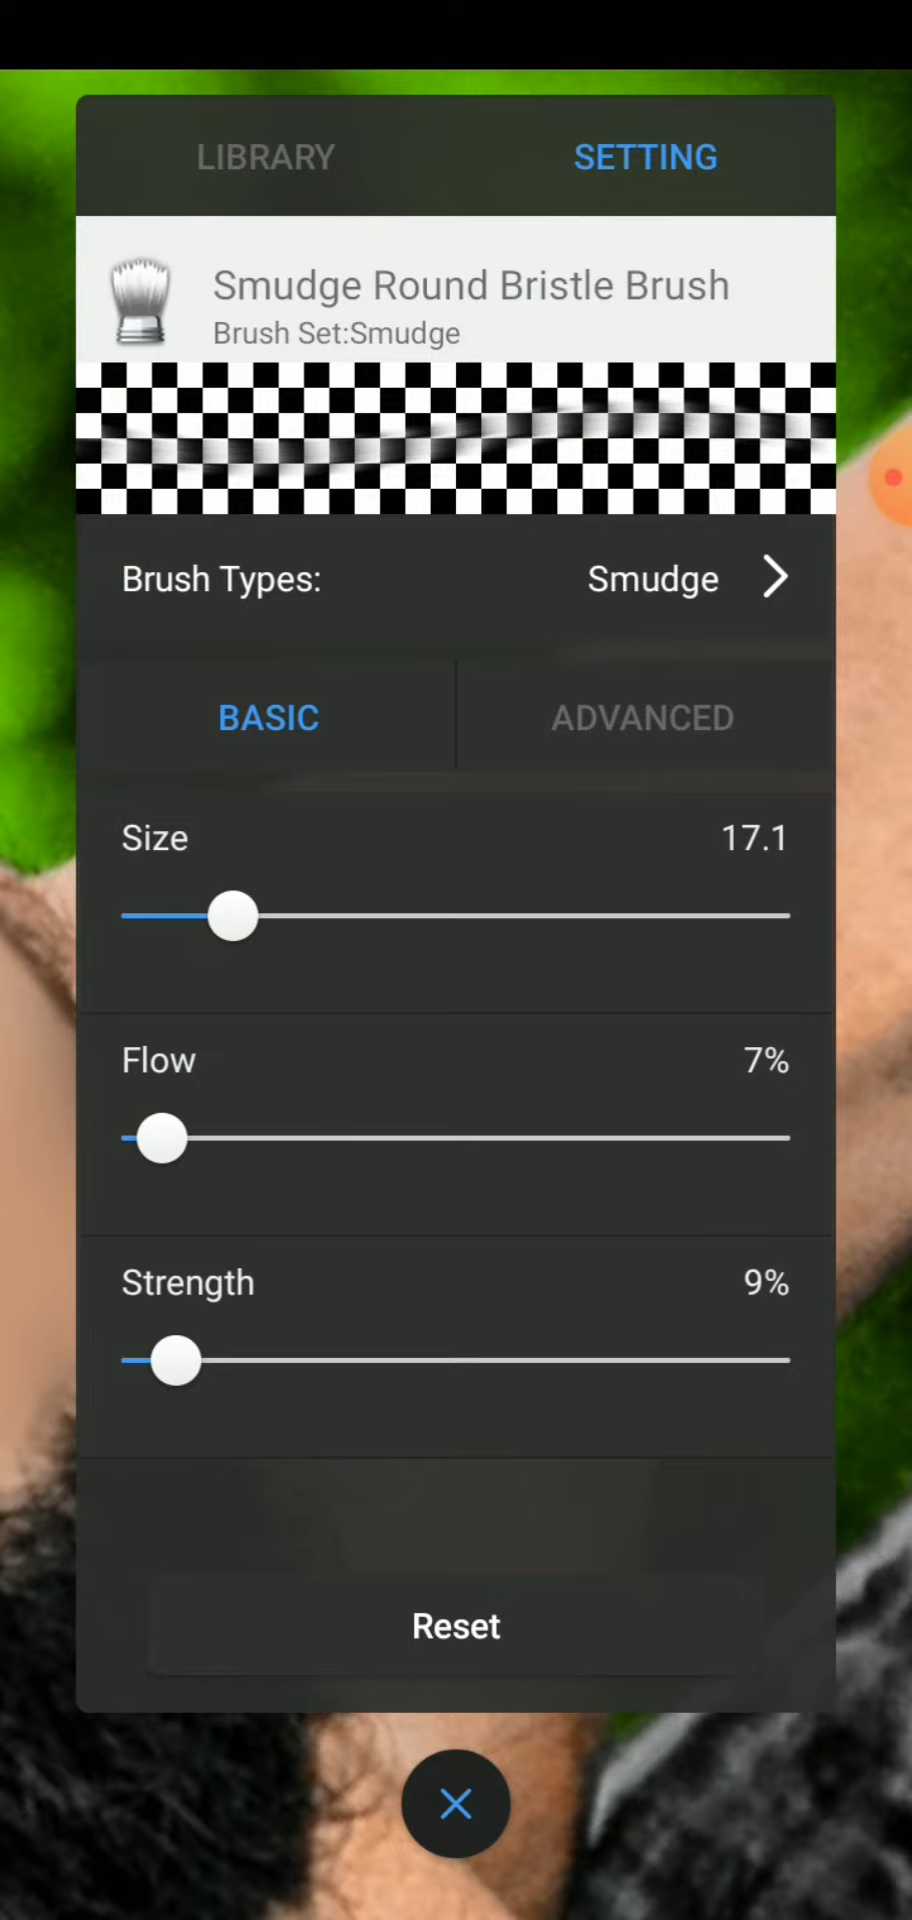 LIBRARY
SETTING
Smudge Round Bristle Brush
Brush Set:Smudge
Brush Types:
Smudge
BASIC
ADVANCED
Size
17.1
Flow
7%
Strength
9%
Reset